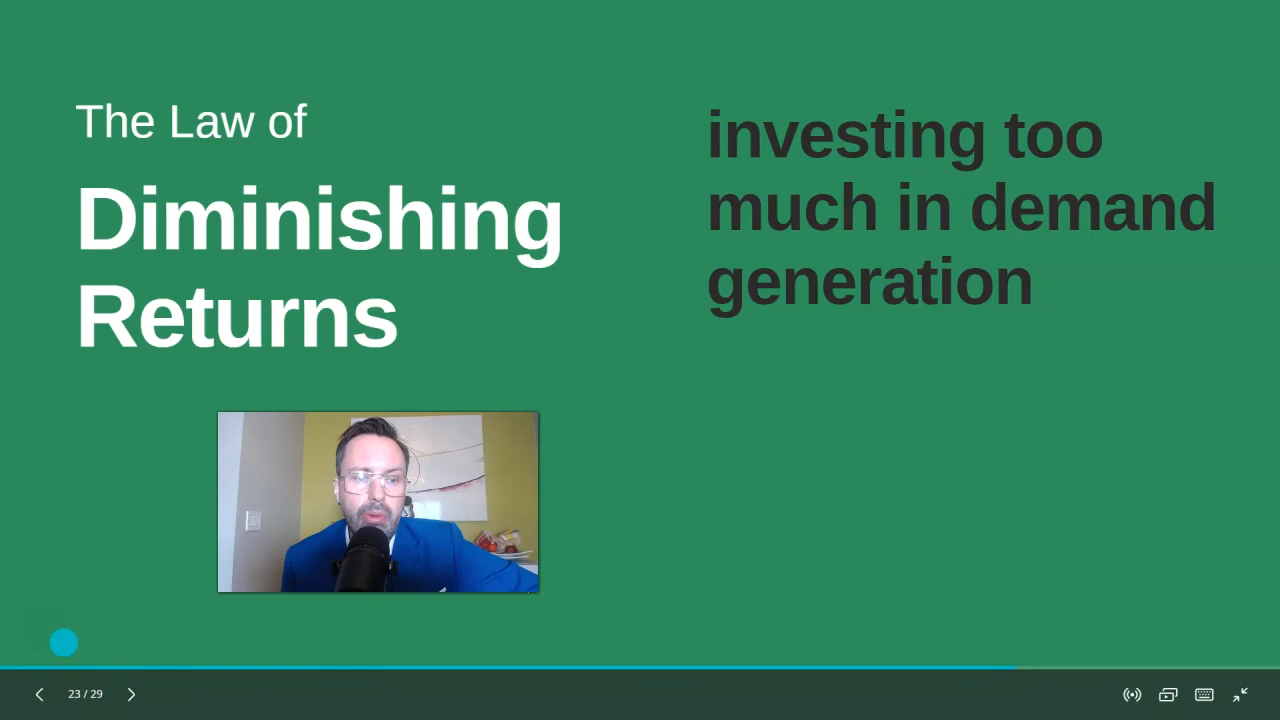 The Law of
Diminishing
Returns
investing too
much in demand
generation
23 / 29